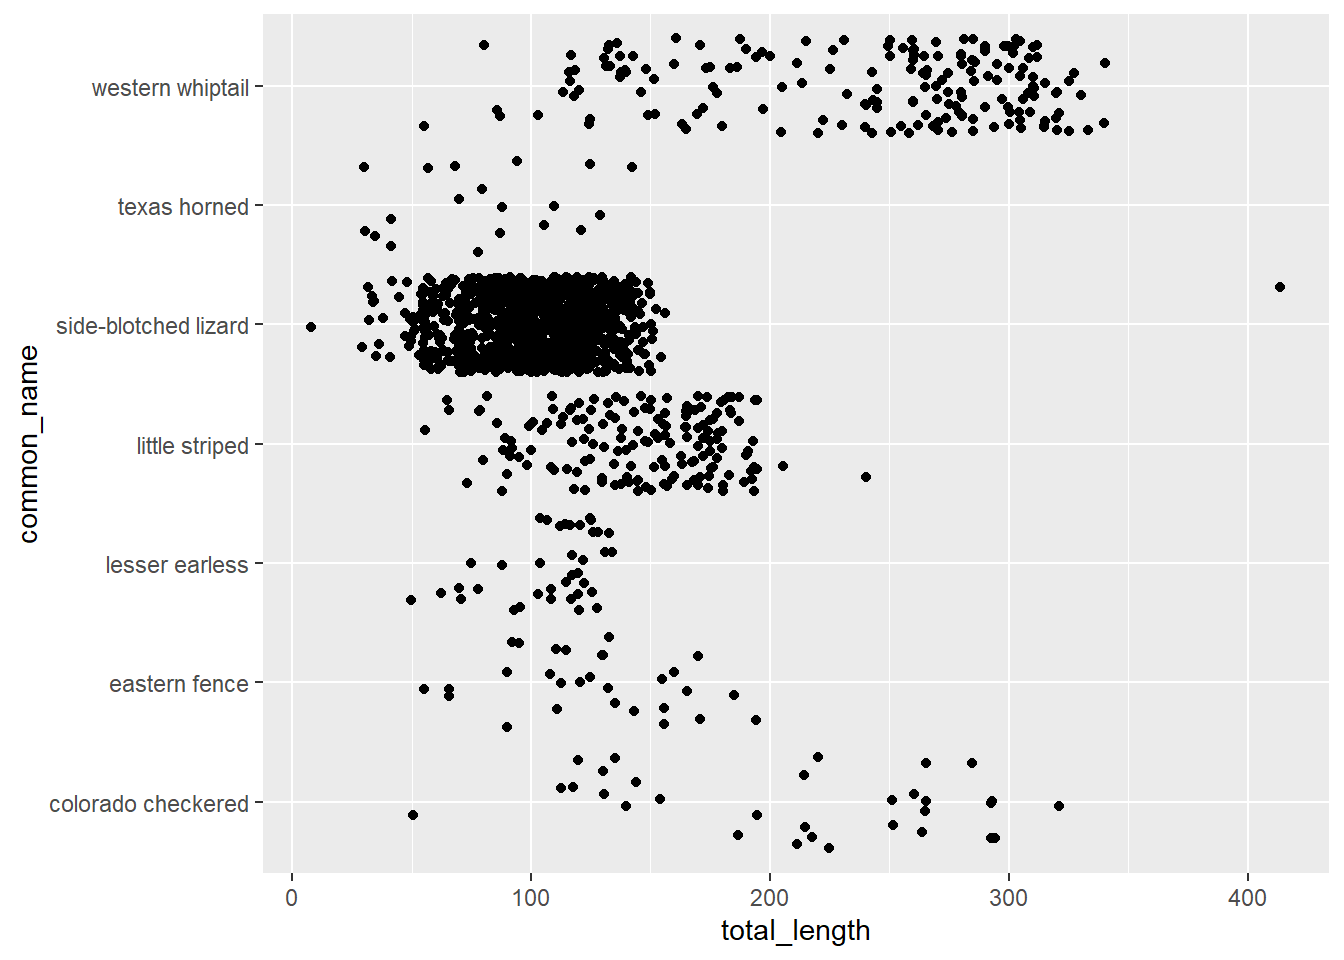 western whiptail
texas horned
side-blotched lizard
little striped
lesser earless
eastern fence
colorado checkered
common_name
0 100 200 300 400
total_length